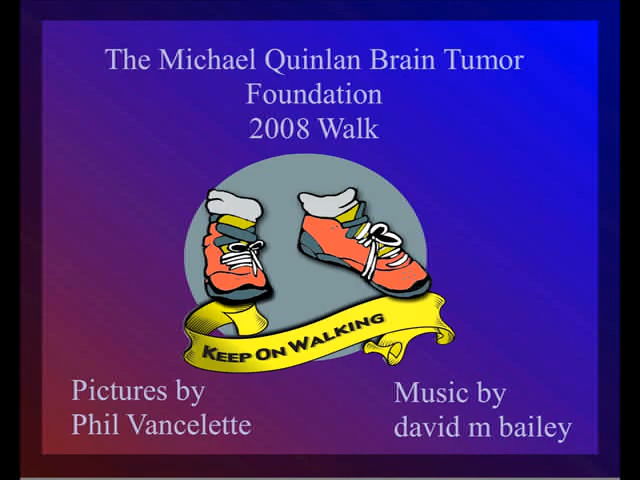 The Michael Quinlan Brain Tumor
Foundation
2008 Walk
KEEP ON WALKING
Pictures by
Phil Vancelette
Music by
david m bailey